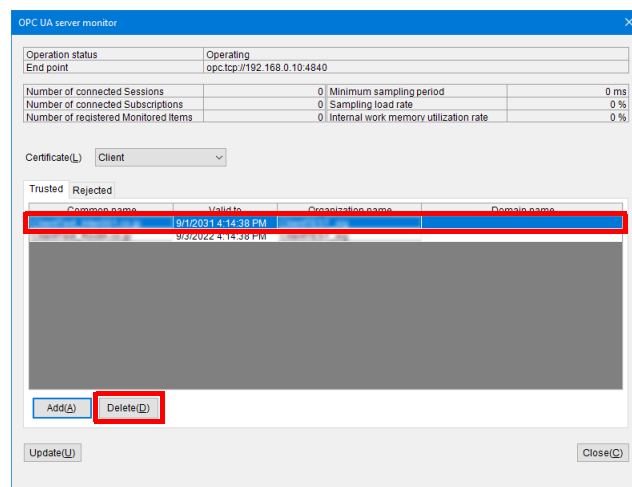 OPC UA server monitor
Operation status Operating
End point opc.tcp://192.168.0.10:4840
Number of connected Sessions 0 Minimum sampling period 0 ms
Number of connected Subscriptions 0 Sampling load rate 0 %
Number of registered Monitored Items 0 Internal work memory utilization rate 0 %
Certificate(L) Client
Trusted Rejected
Common name Valid to Organization name Domain name
9/1/2031 4:14:38 PM
9/3/2022 4:14:38 PM
Add(A) Delete(D)
Update(U) Close(C)